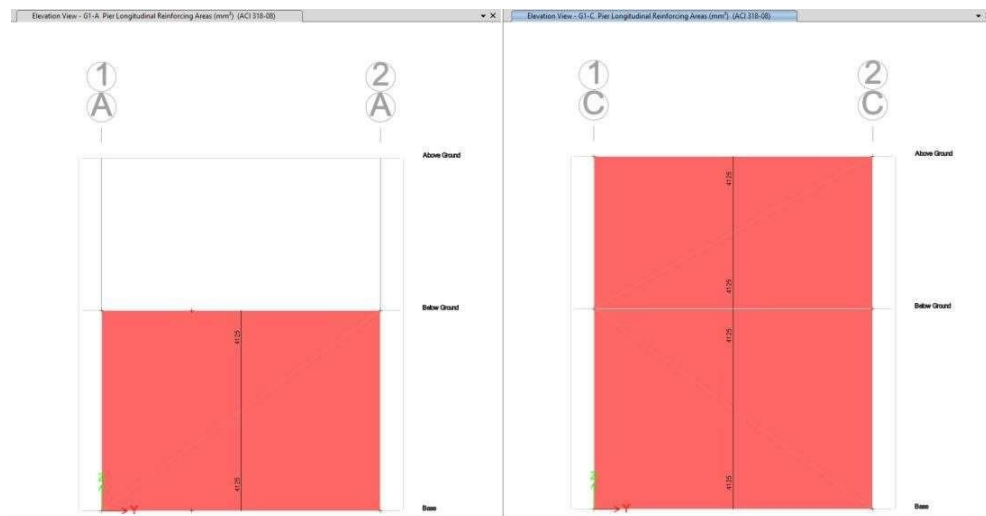 Elevation View - G1-A Pier Longitudinal Reinforcing Areas (mm²) (ACI 318-08)
1
A
2
A
Above Ground
4125
Below Ground
4125
Base
Y
Elevation View - G1-C Pier Longitudinal Reinforcing Areas (mm²) (ACI 318-08)
1
C
2
C
Above Ground
4125
4125
Below Ground
4125
4125
Base
Y